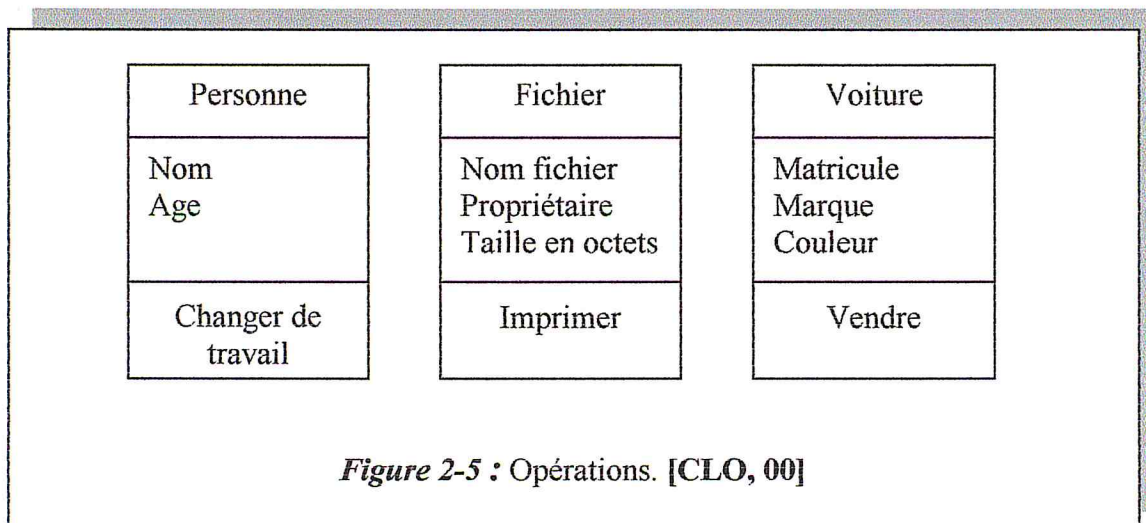 Personne
Nom
Age
Changer de
travail
Fichier
Nom fichier
Propriétaire
Taille en octets
Imprimer
Voiture
Matricule
Marque
Couleur
Vendre
Figure 2-5 : Opérations. [CLO, 00]